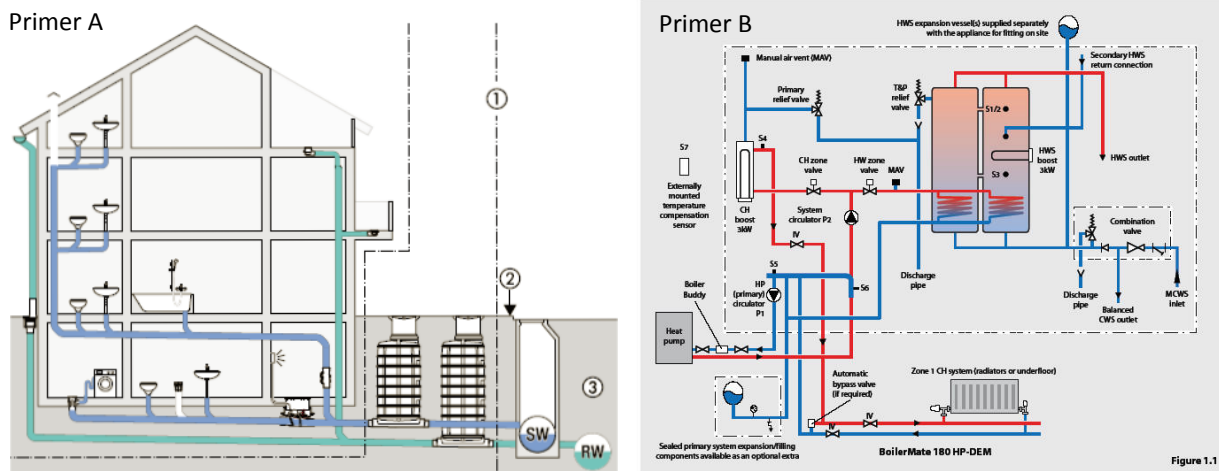 Primer A
1
2
3
SW
RW
Primer B
HWS expansion vessel(s) supplied separately
with the appliance for fitting on site
Manual air vent (MAV)
Secondary HWS
return connection
Primary
relief valve
T&P
relief
valve
S1/2
S4
S7
HWS
boost
3kW
HWS outlet
CH zone
valve
HW zone
valve
MAV
S3
Externally
mounted
temperature
compensation
sensor
CH
boost
3kW
System
circulator P2
Combination
valve
IV
S5
HP
(primary)
circulator
P1
S6
Discharge
pipe
Boiler
Buddy
Discharge
pipe
MCWS
inlet
Balanced
CWS outlet
Heat
pump
Automatic
bypass valve
(if required)
Zone 1 CH system (radiators or underfloor)
IV
IV
Sealed primary system expansion/filling
components available as an optional extra
BoilerMate 180 HP-DEM
Figure 1.1